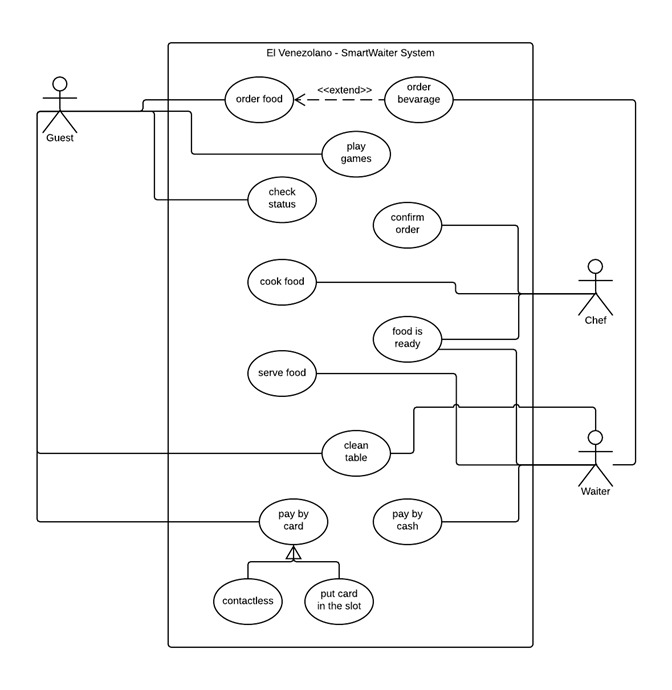 El Venezolano - SmartWaiter System
order food
<<extend>>
order
bevarage
Guest
play
games
check
status
confirm
order
cook food
Chef
food is
ready
serve food
clean
table
Waiter
pay by
card
pay by
cash
contactless
put card
in the slot